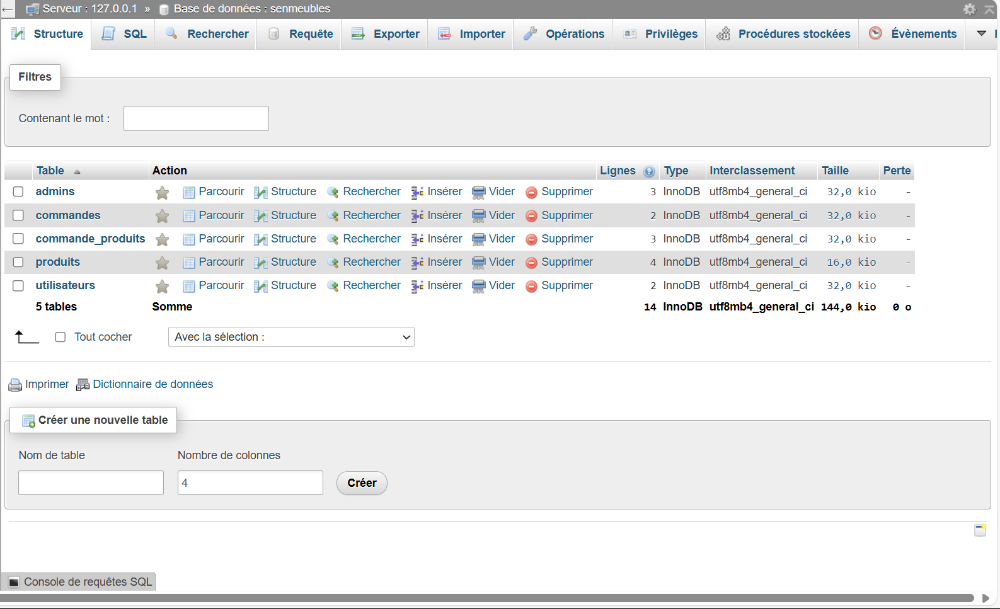 ← Serveur : 127.0.0.1 » Base de données : senmeubles
Structure SQL Rechercher Requête Exporter Importer Opérations Privilèges Procédures stockées Évènements
Filtres
Contenant le mot :
Table Action Lignes Type Interclassement Taille Perte
admins Parcourir Structure Rechercher Insérer Vider Supprimer 3 InnoDB utf8mb4_general_ci 32,0 kio -
commandes Parcourir Structure Rechercher Insérer Vider Supprimer 2 InnoDB utf8mb4_general_ci 32,0 kio -
commande_produits Parcourir Structure Rechercher Insérer Vider Supprimer 3 InnoDB utf8mb4_general_ci 32,0 kio -
produits Parcourir Structure Rechercher Insérer Vider Supprimer 4 InnoDB utf8mb4_general_ci 16,0 kio -
utilisateurs Parcourir Structure Rechercher Insérer Vider Supprimer 2 InnoDB utf8mb4_general_ci 32,0 kio -
5 tables Somme 14 InnoDB utf8mb4_general_ci 144,0 kio 0 o
Tout cocher Avec la sélection :
Imprimer Dictionnaire de données
Créer une nouvelle table
Nom de table Nombre de colonnes
4 Créer
Console de requêtes SQL